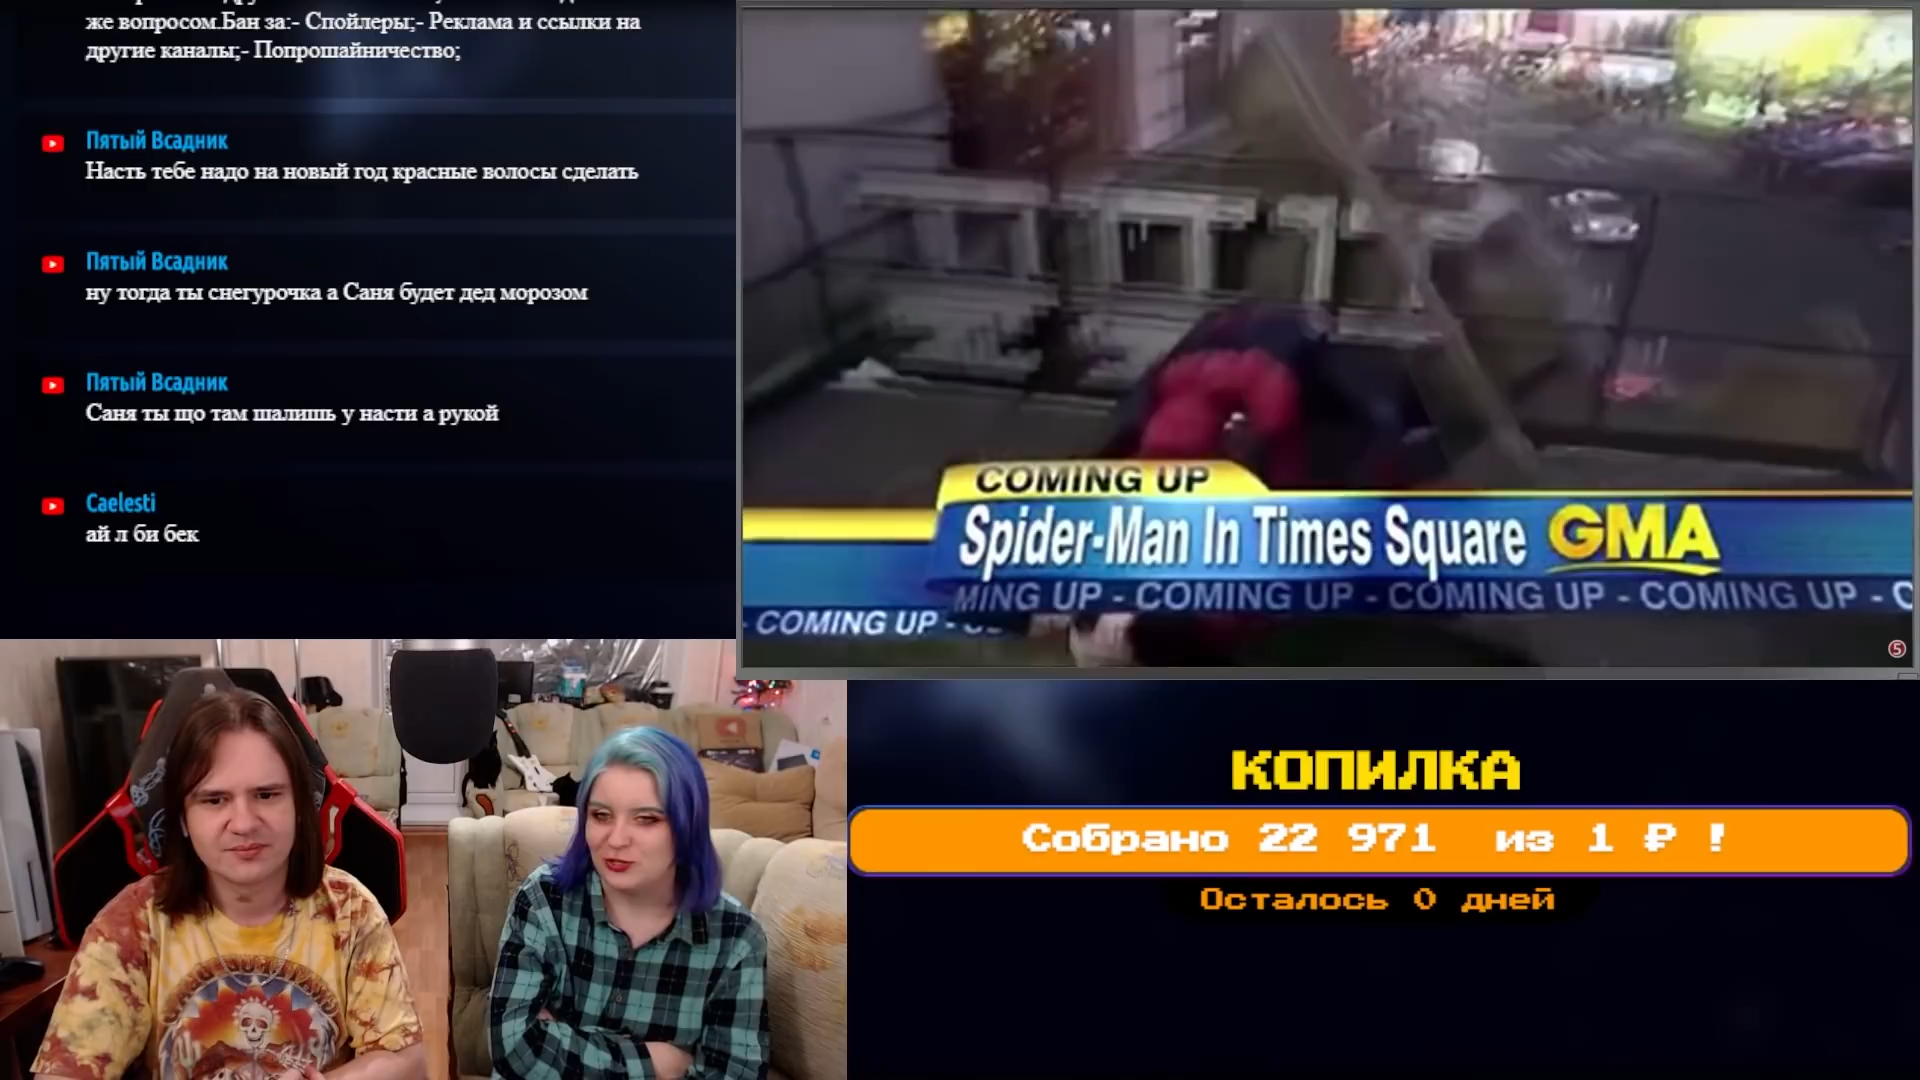 же вопросом.Бан за:- Спойлеры;- Реклама и ссылки на
другие каналы;- Попрошайничество;
Пятый Всадник
Насть тебе надо на новый год красные волосы сделать
Пятый Всадник
ну тогда ты снегурочка а Саня будет дед морозом
Пятый Всадник
Саня ты що там шалишь у насти а рукой
Caelesti
ай л би бек
COMING UP
Spider-Man In Times Square GMA
MING UP - COMING UP - COMING UP - COMING UP - C
- COMING UP -
5
КОПИЛКА
Собрано 22 971 из 1 ₽ !
Осталось 0 дней